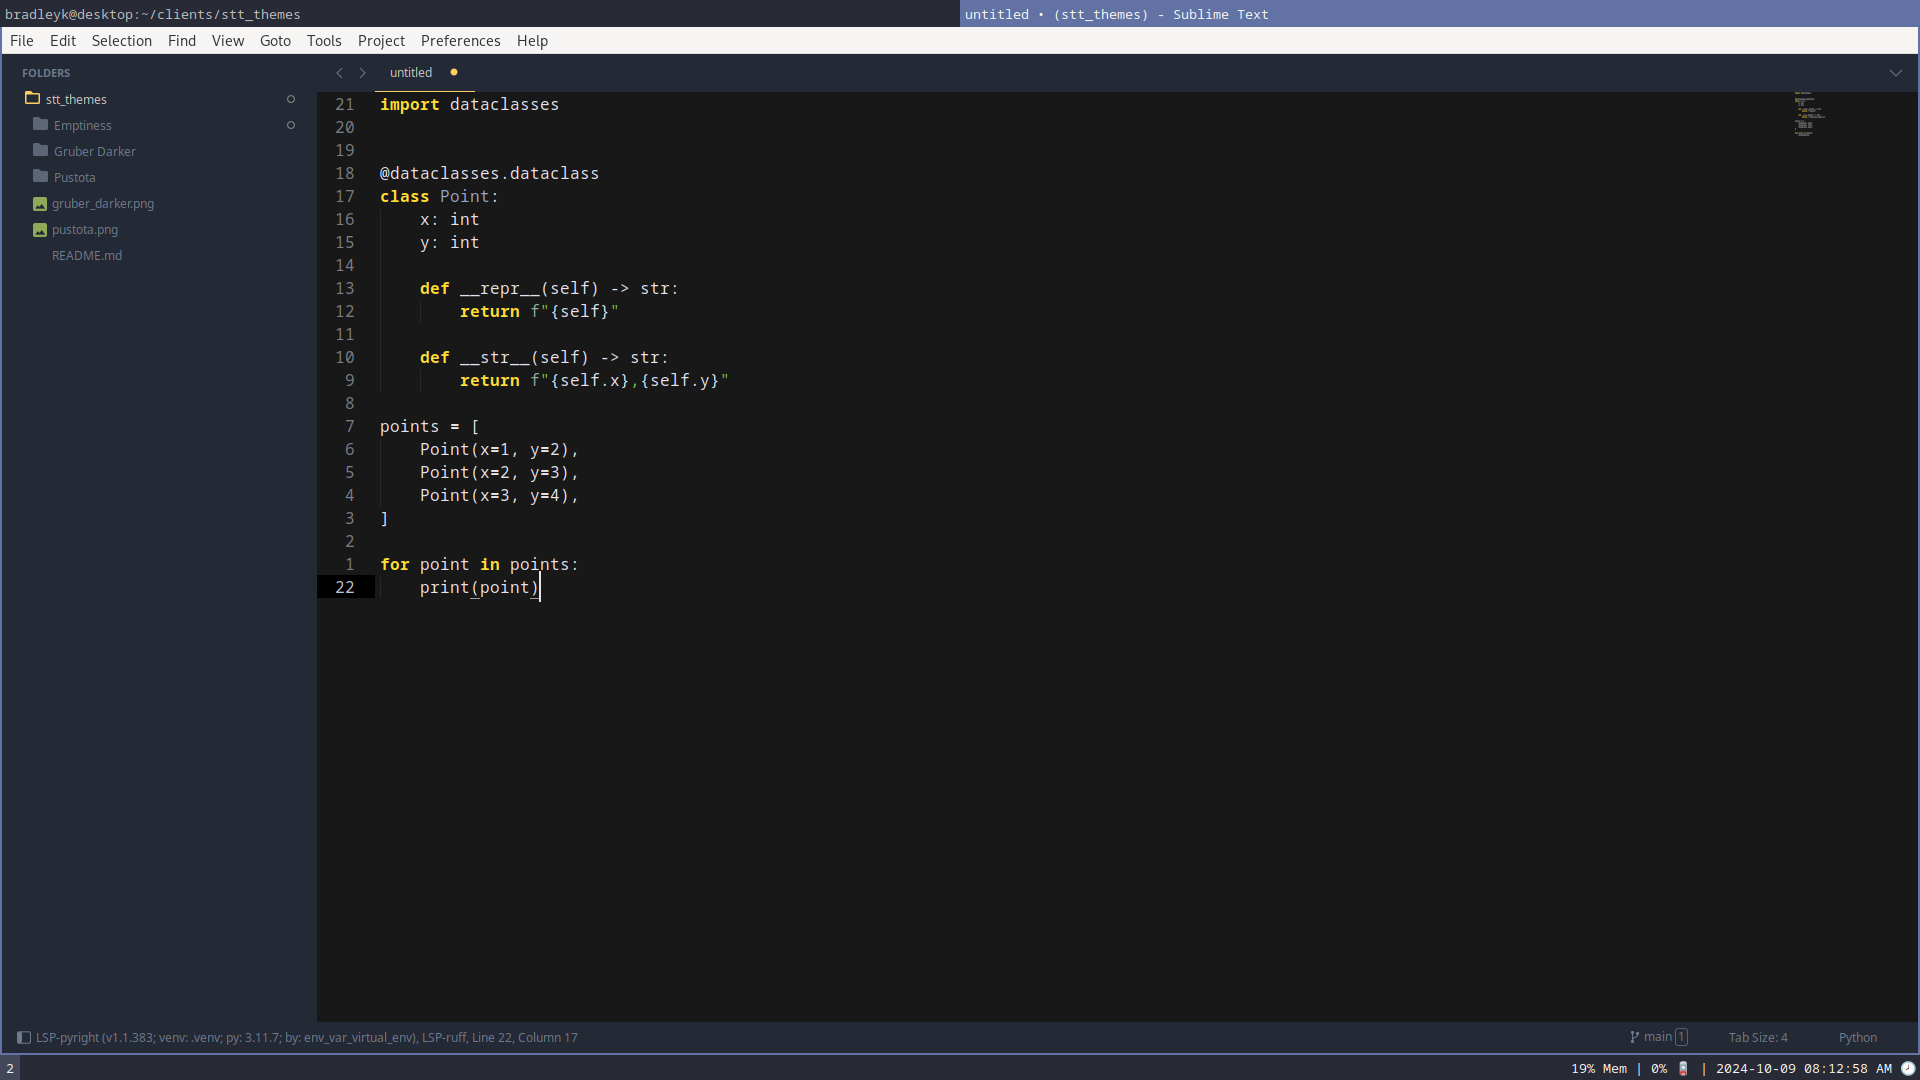 bradleyk@desktop:~/clients/stt_themes
untitled • (stt_themes) - Sublime Text
File Edit Selection Find View Goto Tools Project Preferences Help
FOLDERS
stt_themes
Emptiness
Gruber Darker
Pustota
gruber_darker.png
pustota.png
README.md
untitled
21 import dataclasses
20
19
18 @dataclasses.dataclass
17 class Point:
16     x: int
15     y: int
14
13     def __repr__(self) -> str:
12         return f"{self}"
11
10     def __str__(self) -> str:
9         return f"{self.x},{self.y}"
8
7 points = [
6     Point(x=1, y=2),
5     Point(x=2, y=3),
4     Point(x=3, y=4),
3 ]
2
1 for point in points:
22     print(point)
LSP-pyright (v1.1.383; venv: .venv; py: 3.11.7; by: env_var_virtual_env), LSP-ruff, Line 22, Column 17
main 1 Tab Size: 4 Python
2
19% Mem | 0% | 2024-10-09 08:12:58 AM